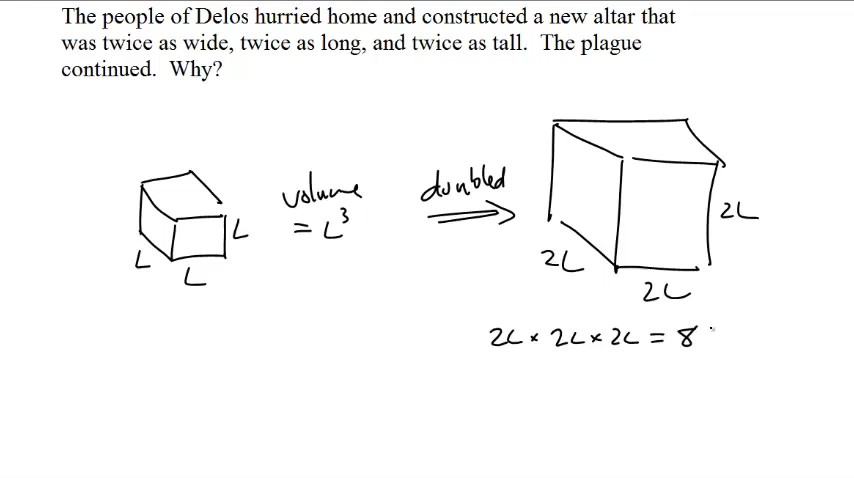 The people of Delos hurried home and constructed a new altar that
was twice as wide, twice as long, and twice as tall.  The plague
continued.  Why?
volume
= L³
doubled
L
L
L
2L
2L
2L
2L × 2L × 2L = 8